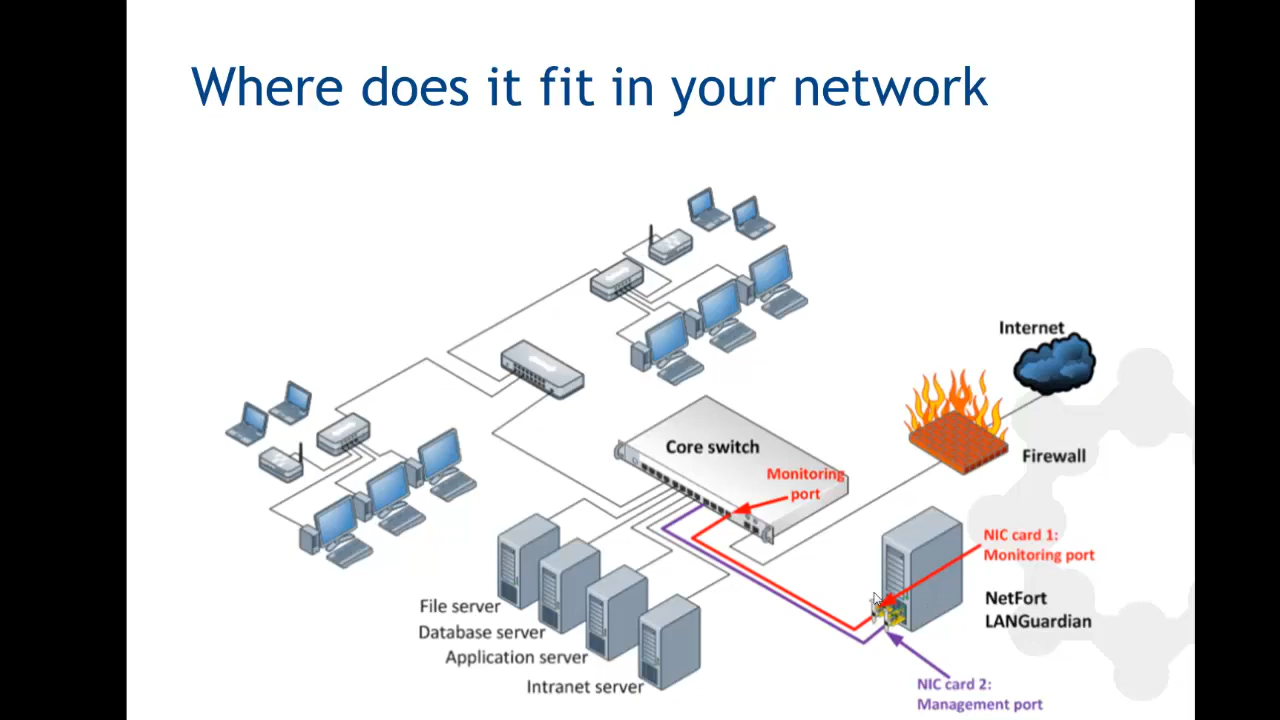 Where does it fit in your network
Internet
Core switch
Firewall
Monitoring
port
NIC card 1:
Monitoring port
NetFort
LANGuardian
File server
Database server
Application server
Intranet server
NIC card 2:
Management port